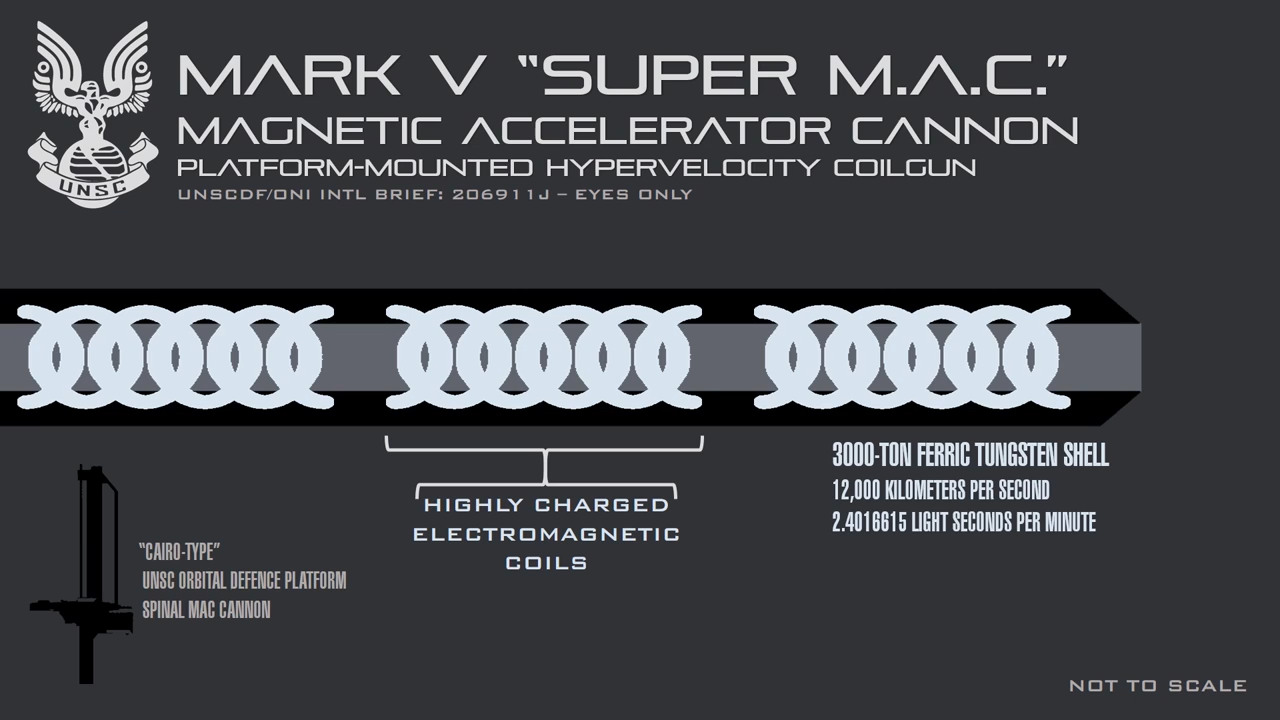 MARK V "SUPER M.A.C."
MAGNETIC ACCELERATOR CANNON
PLATFORM-MOUNTED HYPERVELOCITY COILGUN
UNSCDF/ONI INTL BRIEF: 206911J – EYES ONLY
UNSC
3000-TON FERRIC TUNGSTEN SHELL
12,000 KILOMETERS PER SECOND
2.4016615 LIGHT SECONDS PER MINUTE
HIGHLY CHARGED
ELECTROMAGNETIC
COILS
"CAIRO-TYPE"
UNSC ORBITAL DEFENCE PLATFORM
SPINAL MAC CANNON
NOT TO SCALE